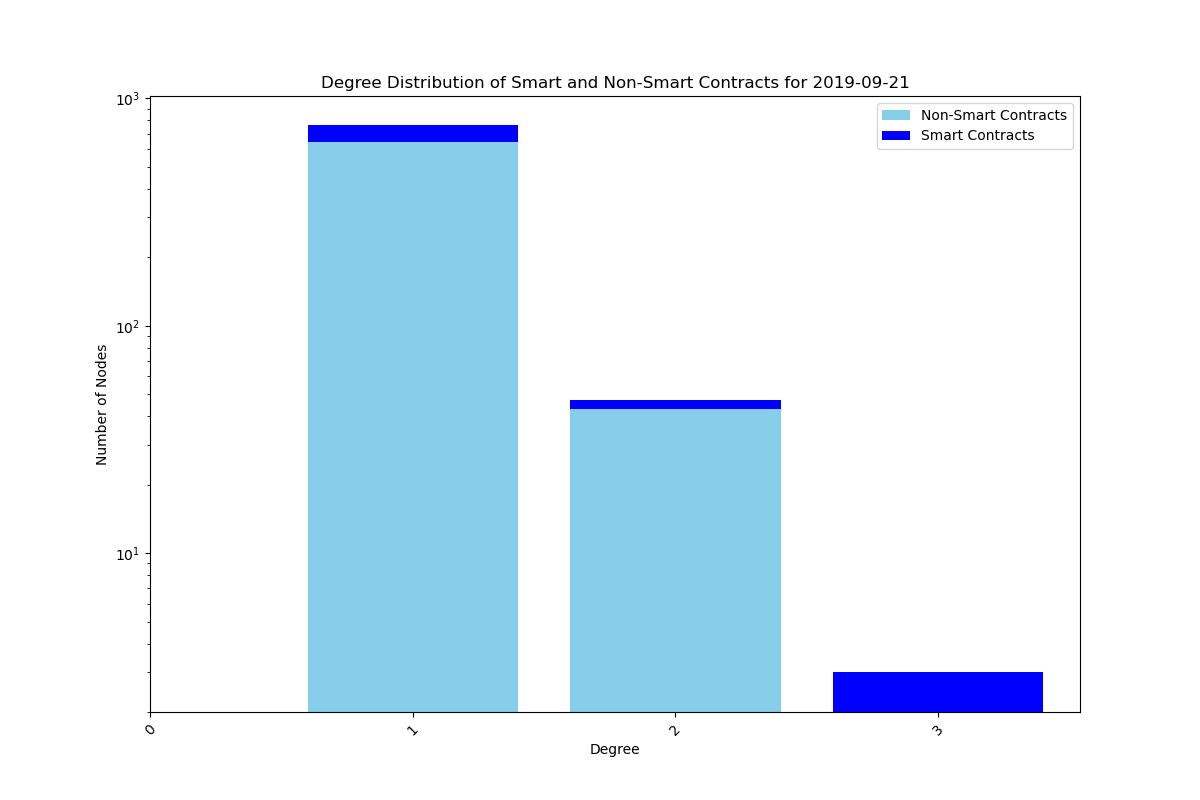 Degree Distribution of Smart and Non-Smart Contracts for 2019-09-21
Non-Smart Contracts
Smart Contracts
Number of Nodes
10³
10²
10¹
0
1
2
3
Degree